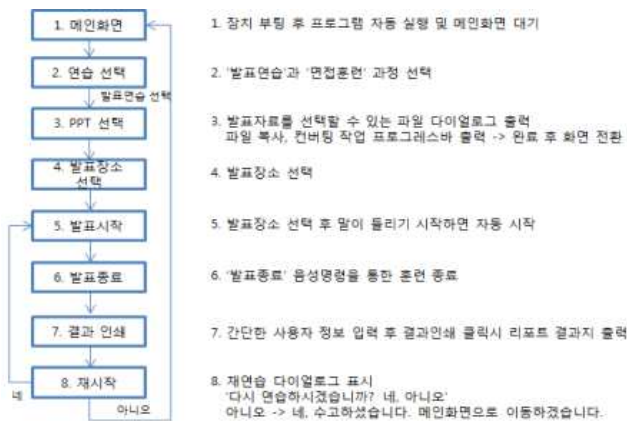 1. 메인화면
1. 장치 부팅 후 프로그램 자동 실행 및 메인화면 대기
2. 연습 선택
2. '발표연습'과 '면접훈련' 과정 선택
발표연습 선택
3. PPT 선택
3. 발표자료를 선택할 수 있는 파일 다이얼로그 출력
파일 복사, 컨버팅 작업 프로그레스바 출력 -> 완료 후 화면 전환
4. 발표장소
선택
4. 발표장소 선택
5. 발표시작
5. 발표장소 선택 후 말이 들리기 시작하면 자동 시작
6. 발표종료
6. '발표종료' 음성명령을 통한 훈련 종료
7. 결과 인쇄
7. 간단한 사용자 정보 입력 후 결과인쇄 클릭시 리포트 결과지 출력
8. 재시작
네
아니오
8. 재연습 다이얼로그 표시
'다시 연습하시겠습니까? 네, 아니오'
아니오 -> 네, 수고하셨습니다. 메인화면으로 이동하겠습니다.